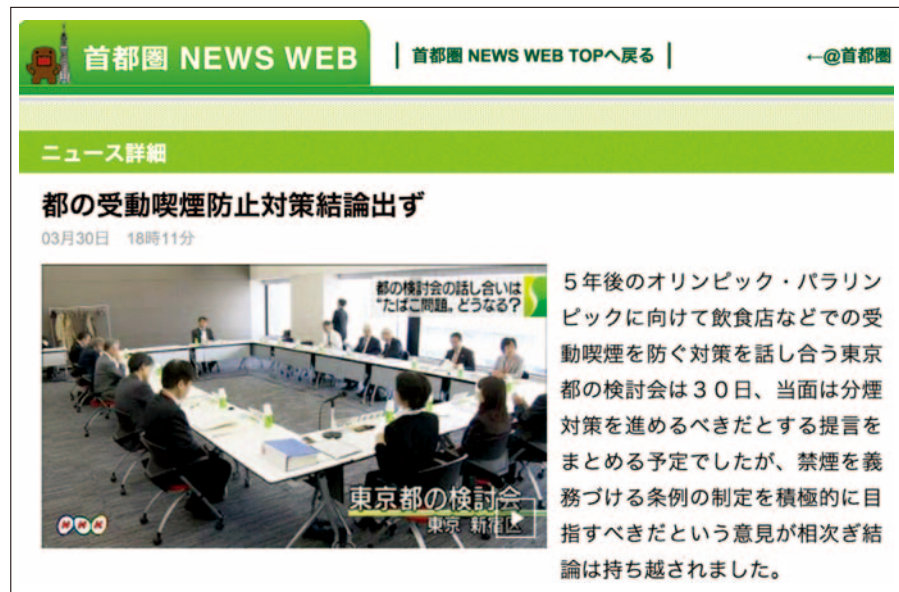 首都圏 NEWS WEB
首都圏 NEWS WEB TOPへ戻る
←@首都圏
ニュース詳細
都の受動喫煙防止対策結論出ず
03月30日 18時11分
都の検討会の話し合いは
“たばこ問題。どうなる？
東京都の検討会
東京 新宿区
NHK
５年後のオリンピック・パラリン
ピックに向けて飲食店などでの受
動喫煙を防ぐ対策を話し合う東京
都の検討会は３０日、当面は分煙
対策を進めるべきだとする提言を
まとめる予定でしたが、禁煙を義
務づける条例の制定を積極的に目
指すべきだという意見が相次ぎ結
論は持ち越されました。